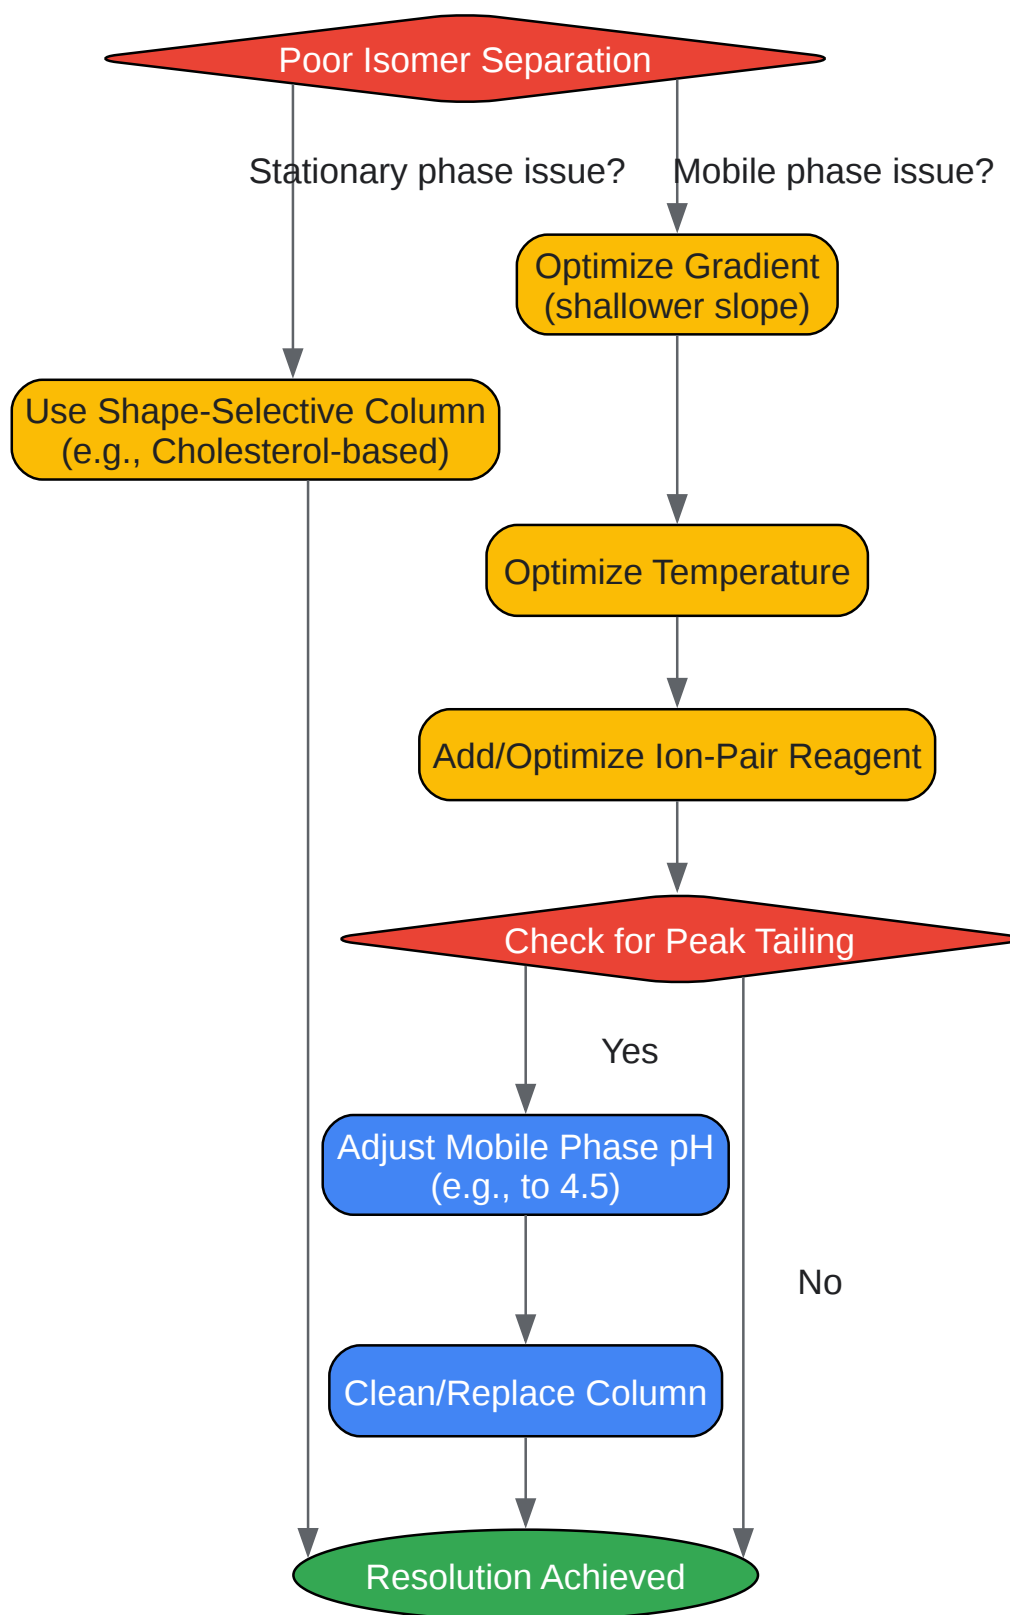 Poor Isomer Separation
Stationary phase issue?
Mobile phase issue?
Optimize Gradient
(shallower slope)
Use Shape-Selective Column
(e.g., Cholesterol-based)
Optimize Temperature
Add/Optimize Ion-Pair Reagent
Check for Peak Tailing
Yes
Adjust Mobile Phase pH
(e.g., to 4.5)
No
Clean/Replace Column
Resolution Achieved